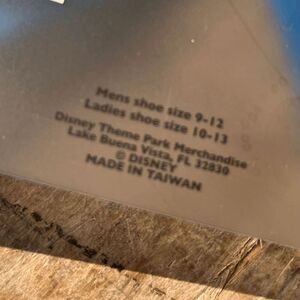 Mens shoe size 9-12
Ladies shoe size 10-13
Disney Theme Park Merchandise
Lake Buena Vista, FL 32830
© DISNEY
MADE IN TAIWAN